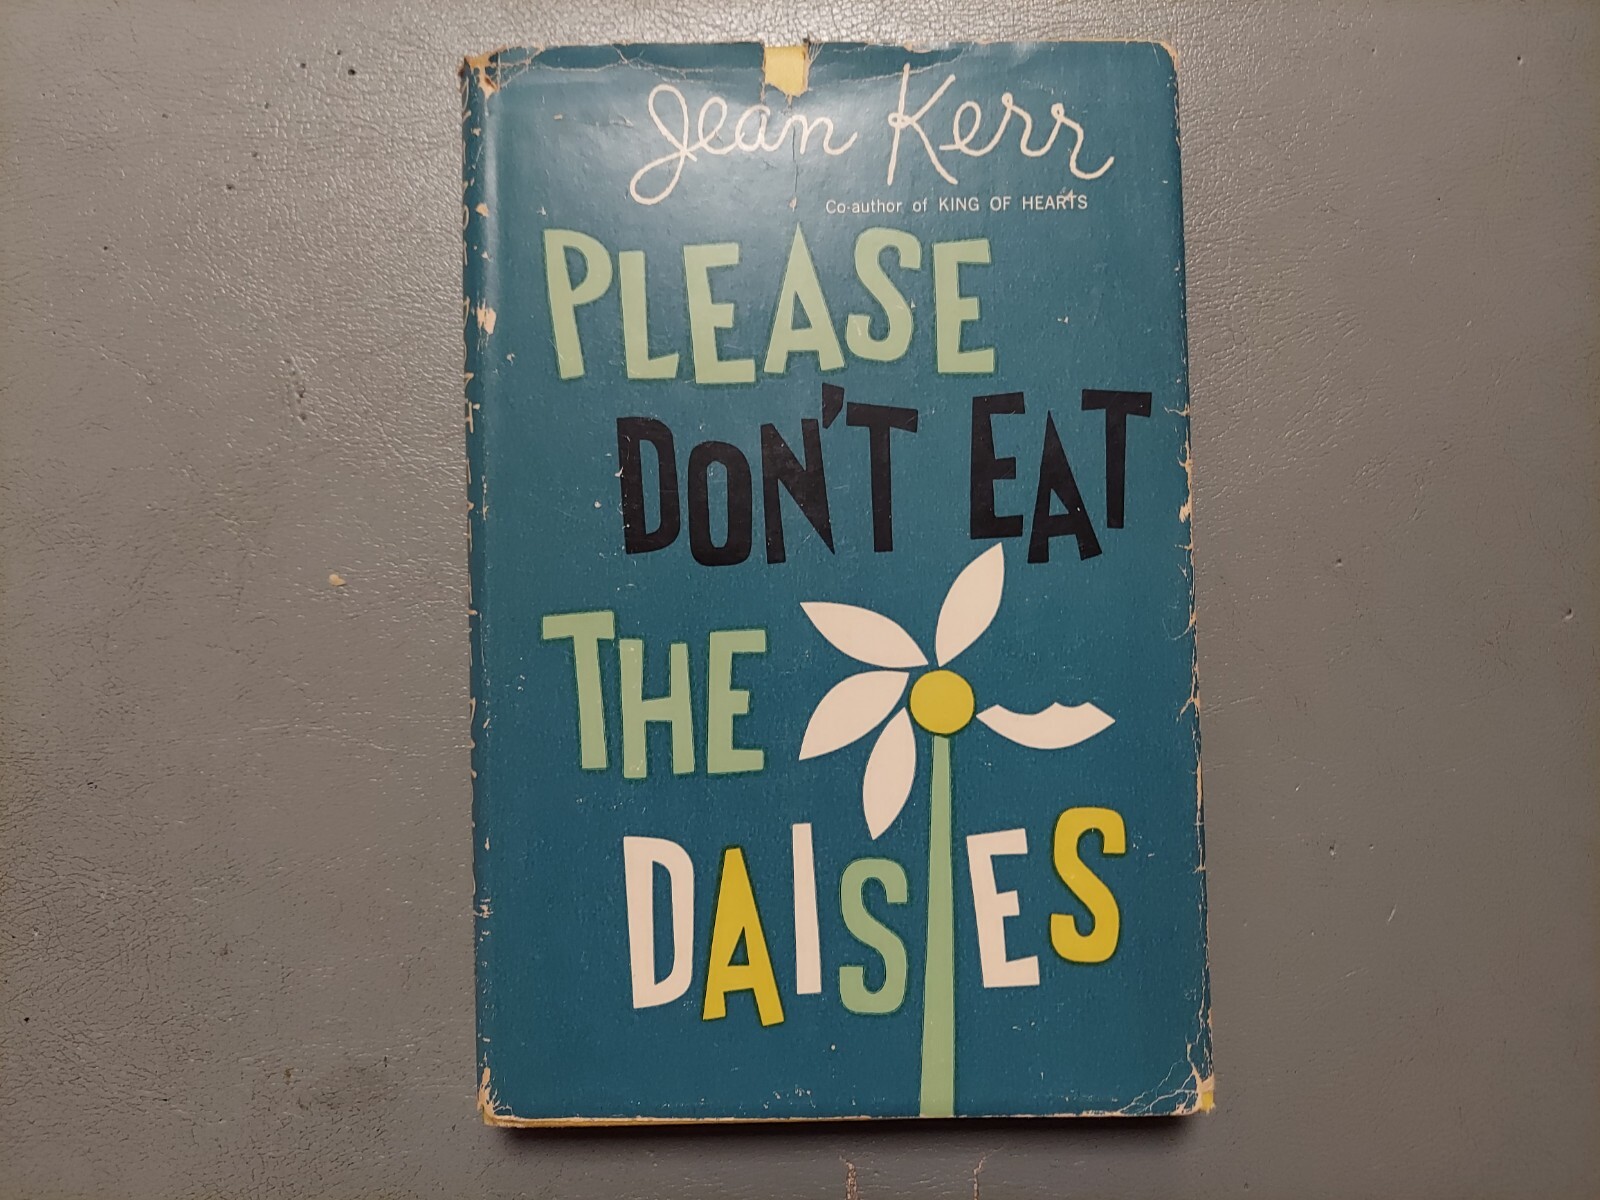 Jean Kerr
Co-author of KING OF HEARTS
PLEASE
DON'T EAT
THE
DAISIES